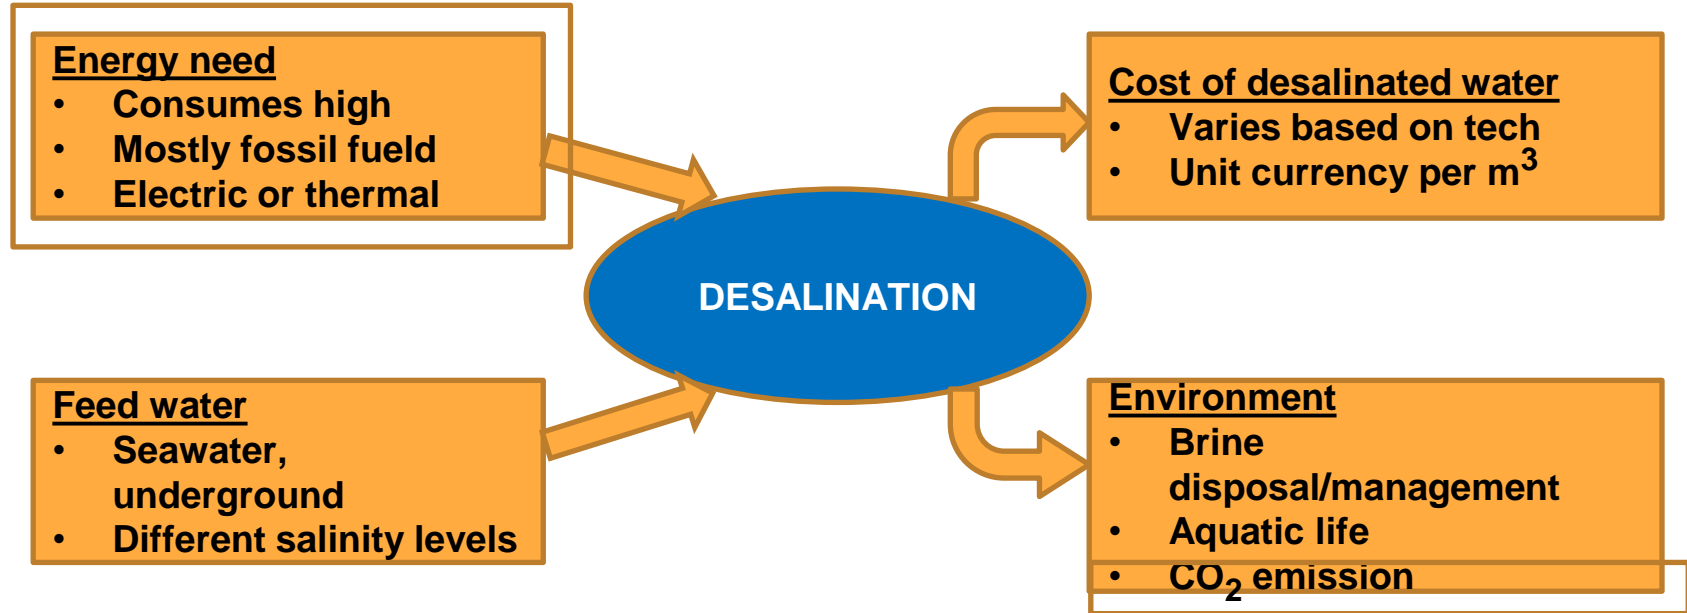 Energy need
• Consumes high
• Mostly fossil fueld
• Electric or thermal
Cost of desalinated water
• Varies based on tech
• Unit currency per m³
DESALINATION
Feed water
• Seawater,
underground
• Different salinity levels
Environment
• Brine
disposal/management
• Aquatic life
• CO₂ emission